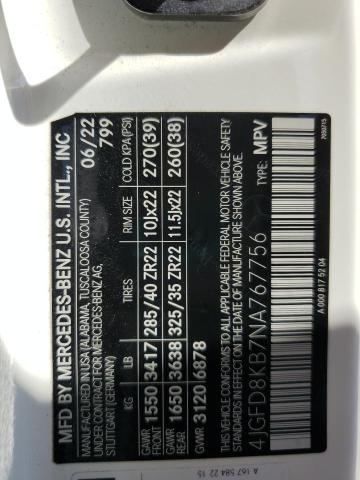 MFD BY MERCEDES-BENZ U.S. INTL., INC
MADE IN USA (ALABAMA, TUSCALOOSA COUNTY) 06/22
UNDER CONTRACT FOR MERCEDES-BENZ AG, 799
STUTTGART (GERMANY)
KG LB TIRES RIM SIZE COLD KPA (PSI)
GAWR FRONT 1550 3417 285/40 ZR22 10Jx22 270(39)
GAWR REAR 1650 3638 325/35 ZR22 11.5Jx22 260(38)
GVWR 3120 6878
THIS VEHICLE CONFORMS TO ALL APPLICABLE FEDERAL MOTOR VEHICLE SAFETY
STANDARDS IN EFFECT ON THE DATE OF MANUFACTURE SHOWN ABOVE.
4JGFD8KB7NA767756 TYPE: MPV
A 000 817 52 04
A 167 584 22 15